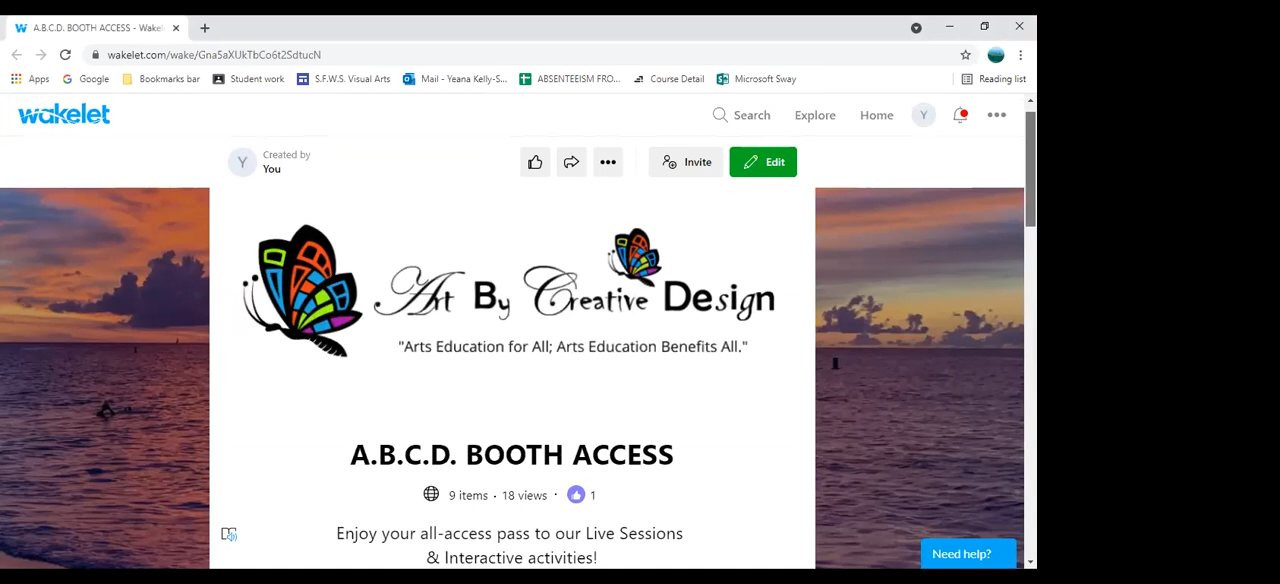 A.B.C.D. BOOTH ACCESS - Wakel
wakelet.com/wake/Gna5aXUkTbCo6t2SdtucN
Apps Google Bookmarks bar Student work S.F.W.S. Visual Arts Mail - Yeana Kelly-S... ABSENTEEISM FRO... Course Detail Microsoft Sway Reading list
wakelet Search Explore Home Y
Y Created by
You
Invite Edit
Art By Creative Design
"Arts Education for All; Arts Education Benefits All."
A.B.C.D. BOOTH ACCESS
9 items · 18 views · 1
Enjoy your all-access pass to our Live Sessions
& Interactive activities!
Need help?